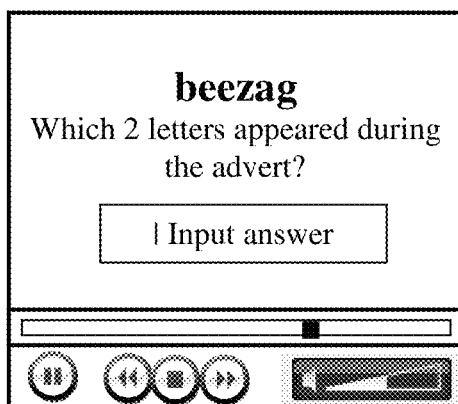 beezag
Which 2 letters appeared during
the advert?
| Input answer